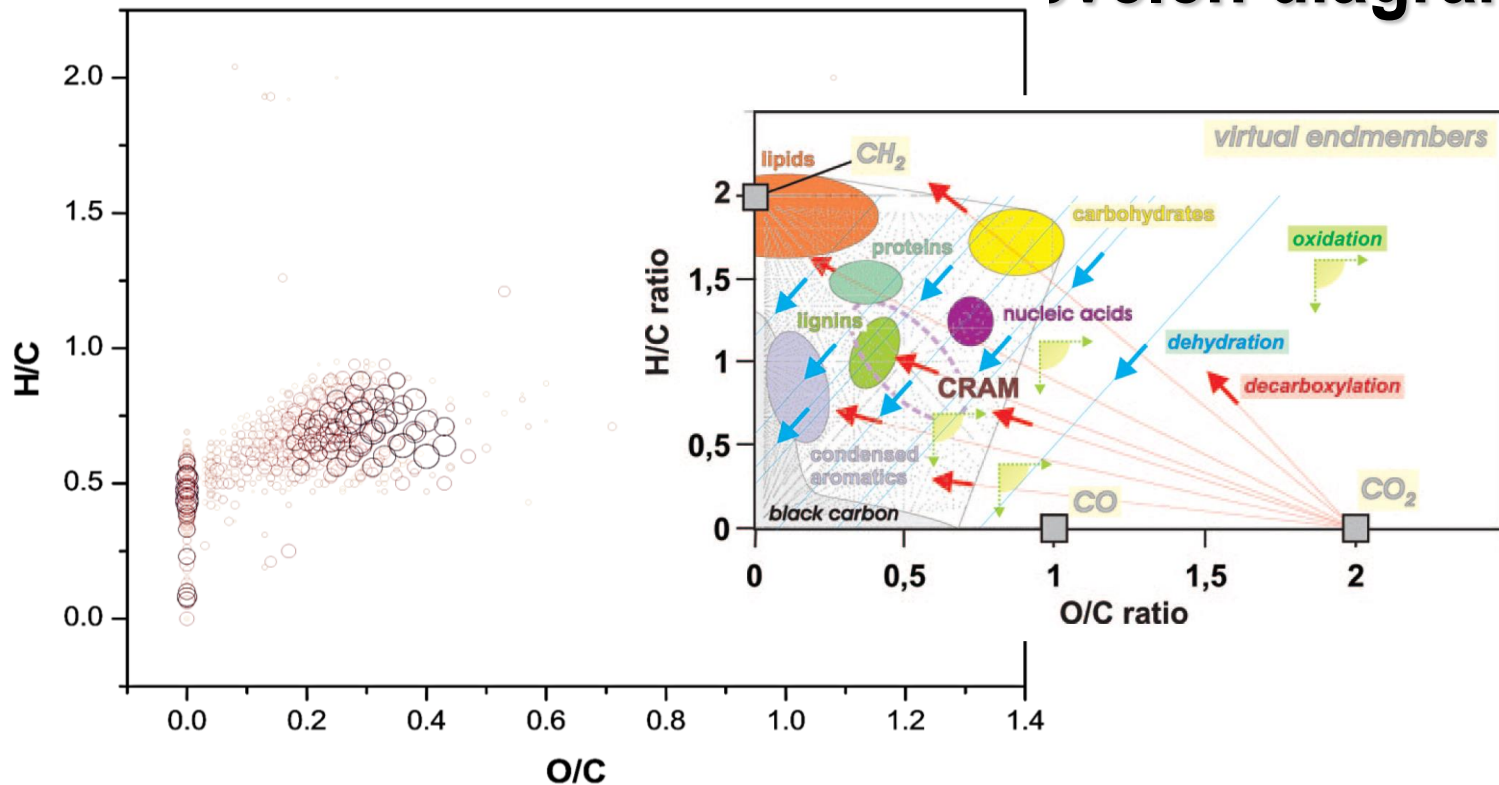 H/C
2.0
1.5
1.0
0.5
0.0
0.0 0.2 0.4 0.6 0.8 1.0 1.2 1.4
O/C
virtual endmembers
lipids
CH2
carbohydrates
proteins
oxidation
lignins
nucleic acids
dehydration
CRAM
decarboxylation
condensed
aromatics
CO
CO2
black carbon
H/C ratio
2
1,5
1
0,5
0
0 0,5 1 1,5 2
O/C ratio